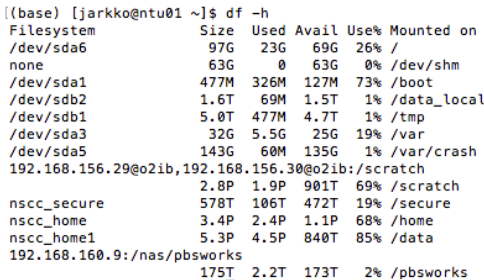 [(base) [jarkko@ntu01 ~]$ df -h
Filesystem Size Used Avail Use% Mounted on
/dev/sda6 97G 23G 69G 26% /
none 63G 0 63G 0% /dev/shm
/dev/sda1 477M 326M 127M 73% /boot
/dev/sdb2 1.6T 69M 1.5T 1% /data_local
/dev/sdb1 5.0T 477M 4.7T 1% /tmp
/dev/sda3 32G 5.5G 25G 19% /var
/dev/sda5 143G 60M 135G 1% /var/crash
192.168.156.29@o2ib,192.168.156.30@o2ib:/scratch
2.8P 1.9P 901T 69% /scratch
nscc_secure 578T 106T 472T 19% /secure
nscc_home 3.4P 2.4P 1.1P 68% /home
nscc_home1 5.3P 4.5P 840T 85% /data
192.168.160.9:/nas/pbsworks
175T 2.2T 173T 2% /pbsworks